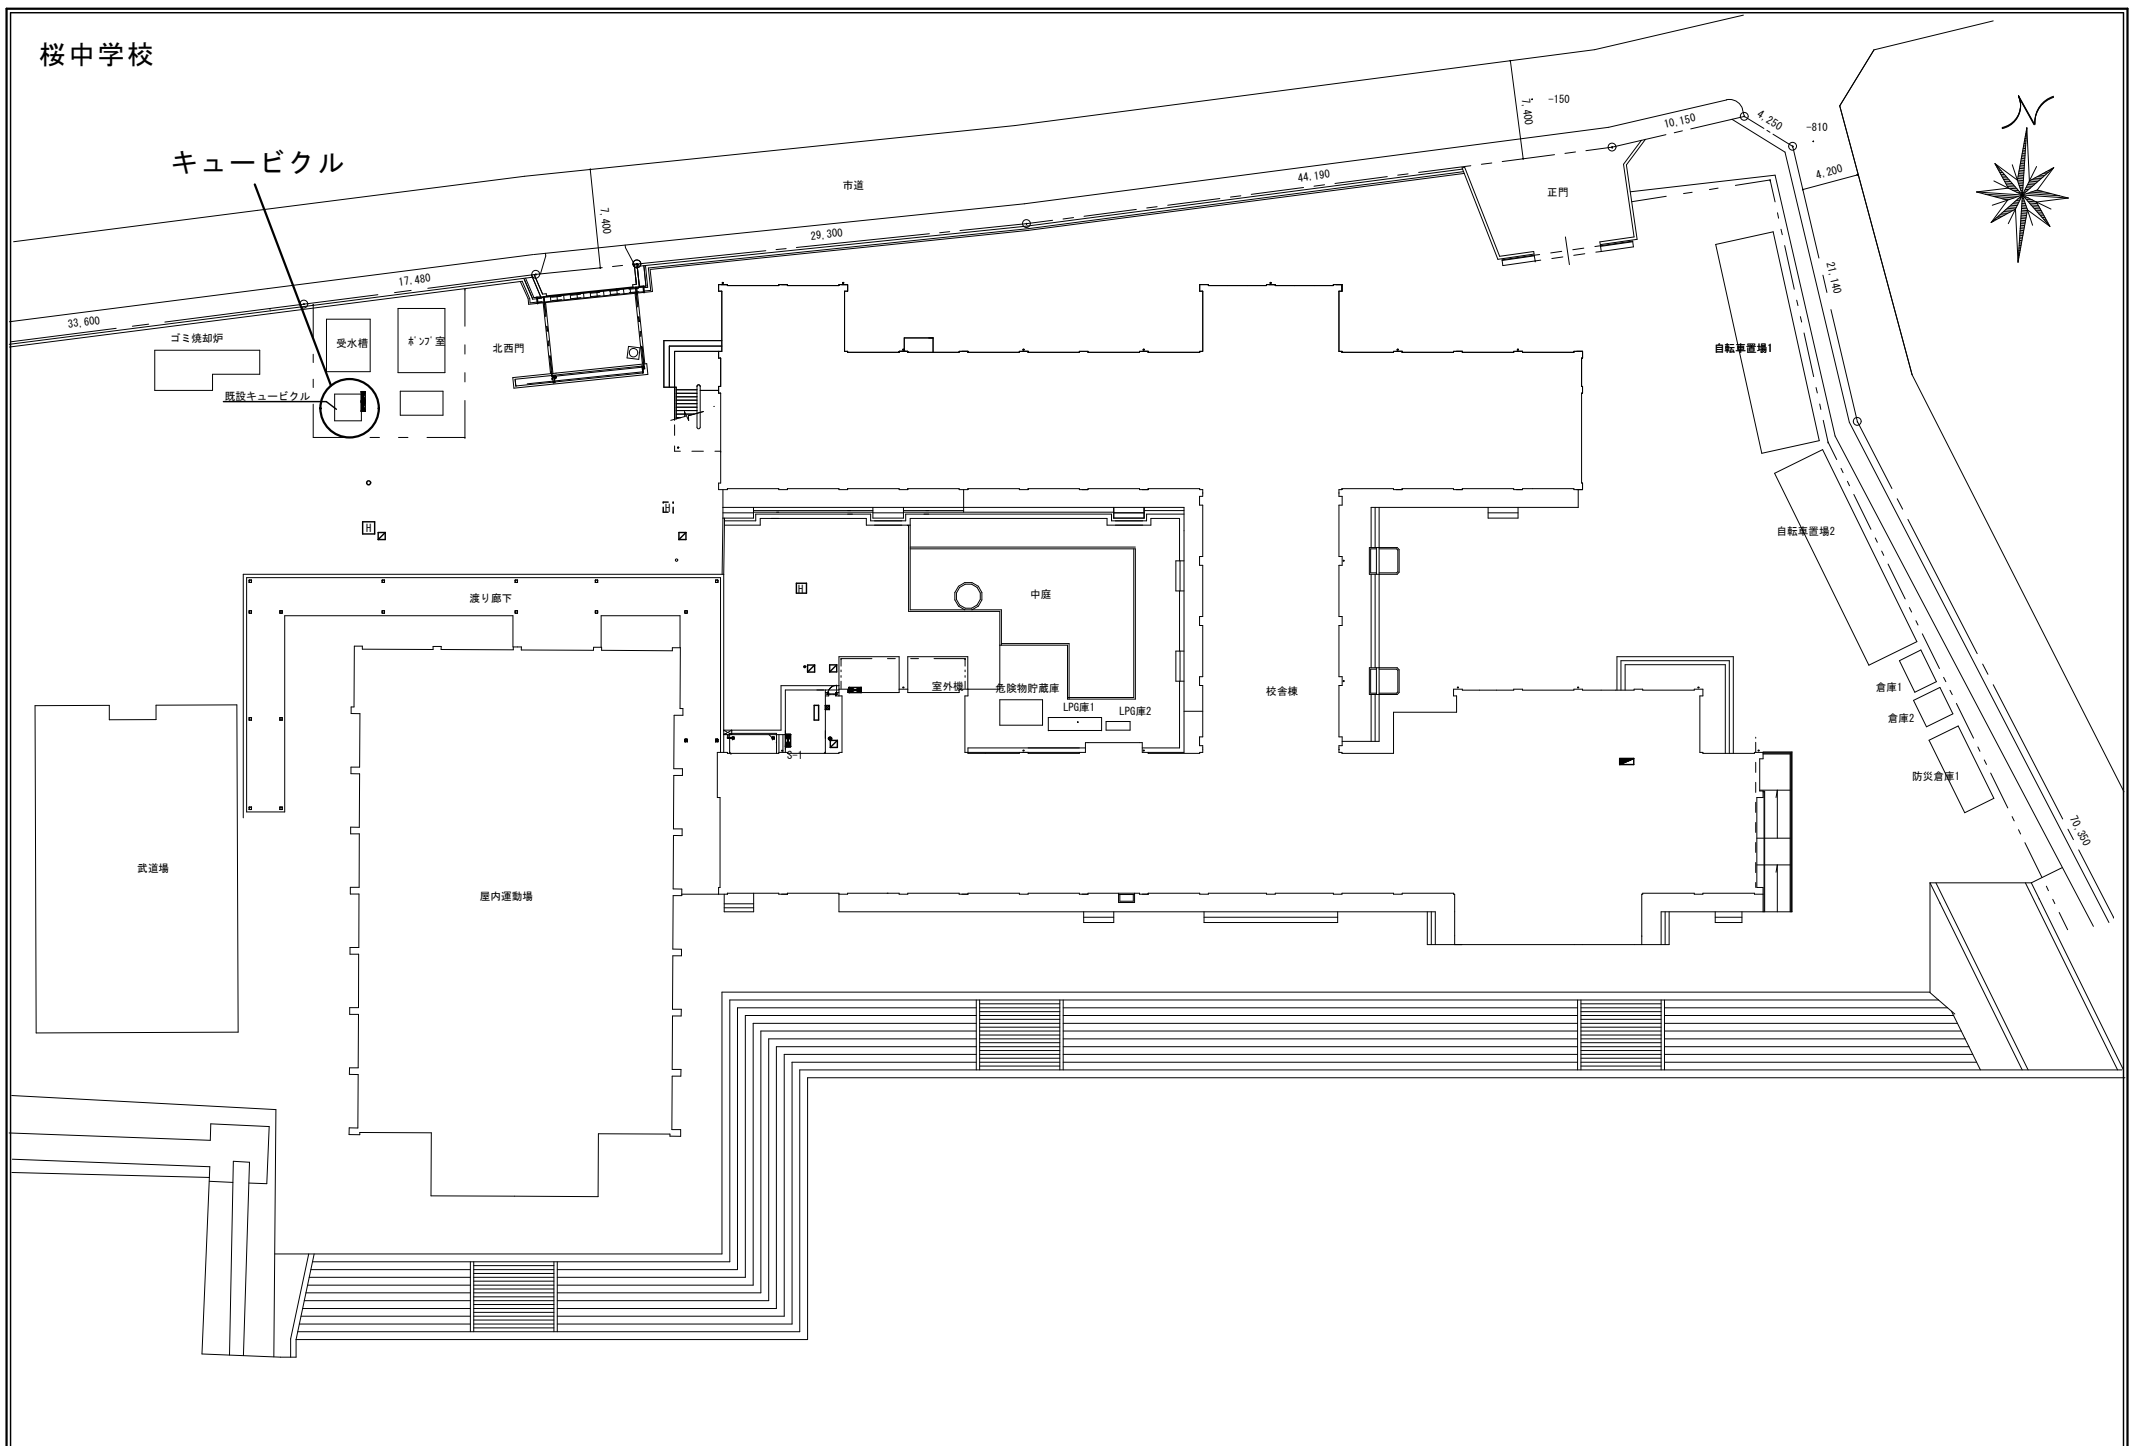 桜中学校
キュービクル
市道
正門
7,400
-150
10,150
4,250
-810
4,200
N
7,400
44,190
29,300
17,480
33,600
21,140
ゴミ焼却炉
受水槽
ポンプ室
北西門
既設キュービクル
自転車置場1
自転車置場2
H
渡り廊下
H
中庭
室外機
危険物貯蔵庫
LPG庫1
LPG庫2
校舎棟
倉庫1
倉庫2
防災倉庫1
S-1
70,350
武道場
屋内運動場